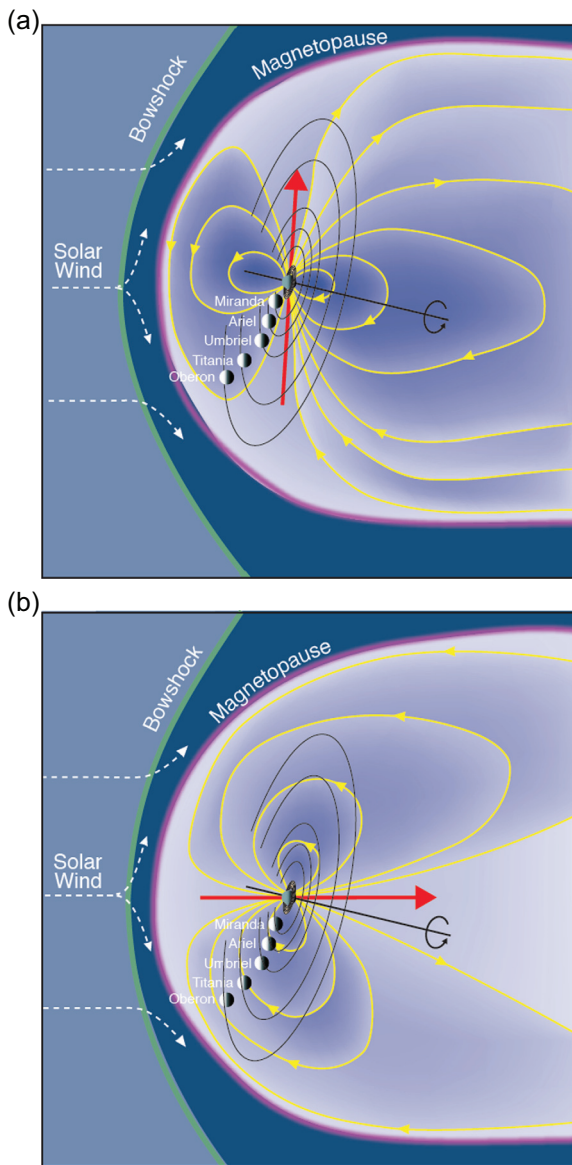 (a)
Magnetopause
Bowshock
Solar
Wind
Miranda
Ariel
Umbriel
Titania
Oberon
(b)
Bowshock
Magnetopause
Solar
Wind
Miranda
Ariel
Umbriel
Titania
Oberon